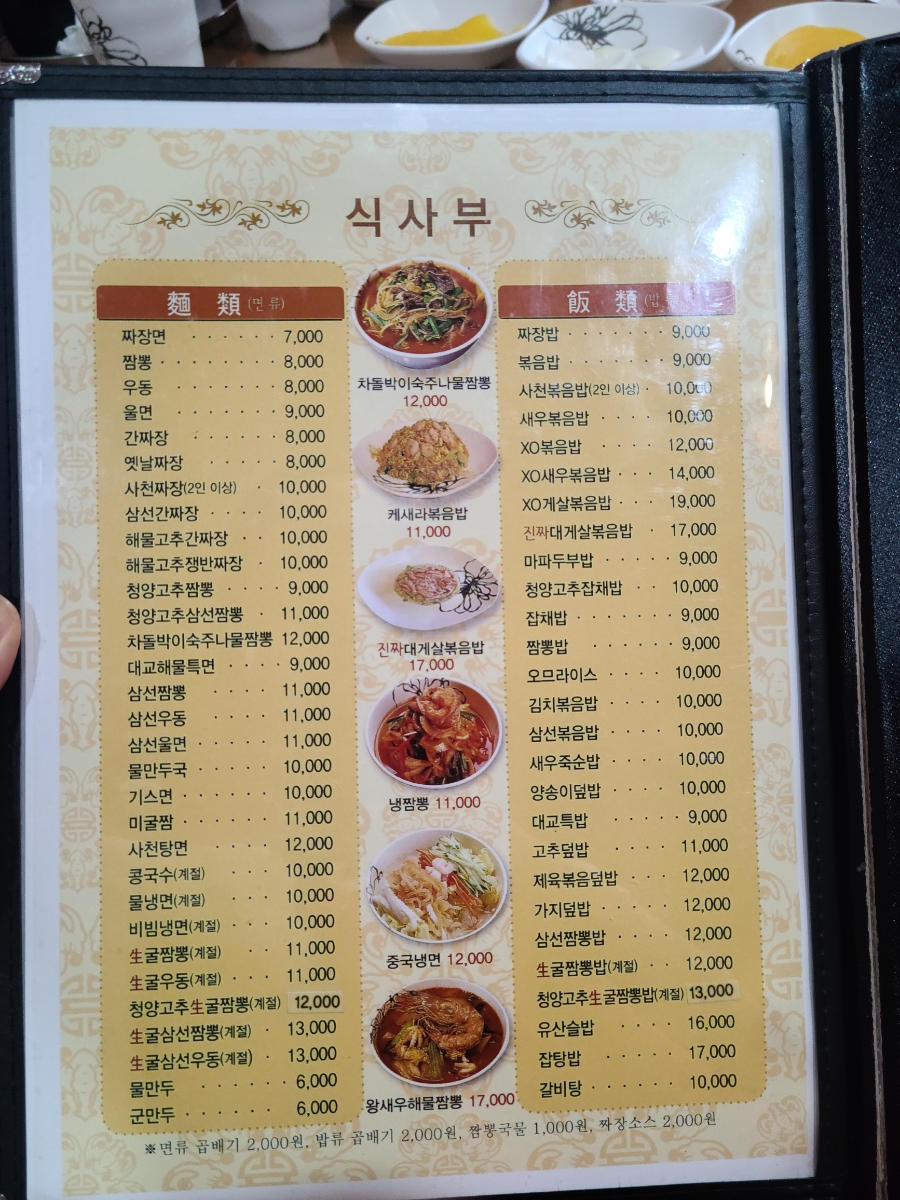 식사부
麵 類 (면 류)
짜장면 · · · · · · · 7,000
짬뽕 · · · · · · · · 8,000
우동 · · · · · · · 8,000
울면 · · · · · · · 9,000
간짜장 · · · · · · 8,000
옛날짜장 · · · · · 8,000
사천짜장(2인 이상) · 10,000
삼선간짜장 · · · · 10,000
해물고추간짜장 · · 10,000
해물고추쟁반짜장 · 10,000
청양고추짬뽕 · · · 9,000
청양고추삼선짬뽕 · 11,000
차돌박이숙주나물짬뽕 12,000
대교해물특면 · · · · 9,000
삼선짬뽕 · · · · 11,000
삼선우동 · · · · 11,000
삼선울면 · · · · · 11,000
물만두국 · · · · · 10,000
기스면 · · · · · · 10,000
미굴짬 · · · · · · 11,000
사천탕면 · · · · 12,000
콩국수(계절) · · · 10,000
물냉면(계절) · · · 10,000
비빔냉면(계절) · · 10,000
生굴짬뽕(계절) · · 11,000
生굴우동(계절) · · · 11,000
청양고추生굴짬뽕(계절) 12,000
生굴삼선짬뽕(계절) · 13,000
生굴삼선우동(계절) · 13,000
물만두 · · · · · · 6,000
군만두 · · · · · · 6,000
차돌박이숙주나물짬뽕
12,000
케새라볶음밥
11,000
진짜대게살볶음밥
17,000
냉짬뽕 11,000
중국냉면 12,000
왕새우해물짬뽕 17,000
飯 類 (밥
짜장밥 · · · · · · · 9,000
볶음밥 · · · · · · · 9,000
사천볶음밥(2인 이상) · 10,000
새우볶음밥 · · · · 10,000
XO볶음밥 · · · · 12,000
XO새우볶음밥 · · · 14,000
XO게살볶음밥 · · · 19,000
진짜대게살볶음밥 · 17,000
마파두부밥 · · · · 9,000
청양고추잡채밥 · · 10,000
잡채밥 · · · · · · 9,000
짬뽕밥 · · · · · · 9,000
오므라이스 · · · · 10,000
김치볶음밥 · · · · 10,000
삼선볶음밥 · · · · 10,000
새우죽순밥 · · · · 10,000
양송이덮밥 · · · · 10,000
대교특밥 · · · · · 9,000
고추덮밥 · · · · 11,000
제육볶음덮밥 · · · 12,000
가지덮밥 · · · · · 12,000
삼선짬뽕밥 · · · 12,000
生굴짬뽕밥(계절) · · 12,000
청양고추生굴짬뽕밥(계절) 13,000
유산슬밥 · · · · 16,000
잡탕밥 · · · · · · 17,000
갈비탕 · · · · · · 10,000
※면류 곱배기 2,000원, 밥류 곱배기 2,000원, 짬뽕국물 1,000원, 짜장소스 2,000원